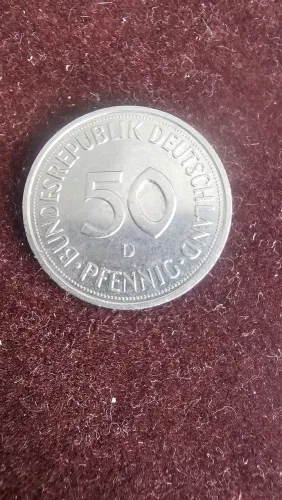 BUNDESREPUBLIK DEUTSCHLAND
50
D
· PFENNIG ·